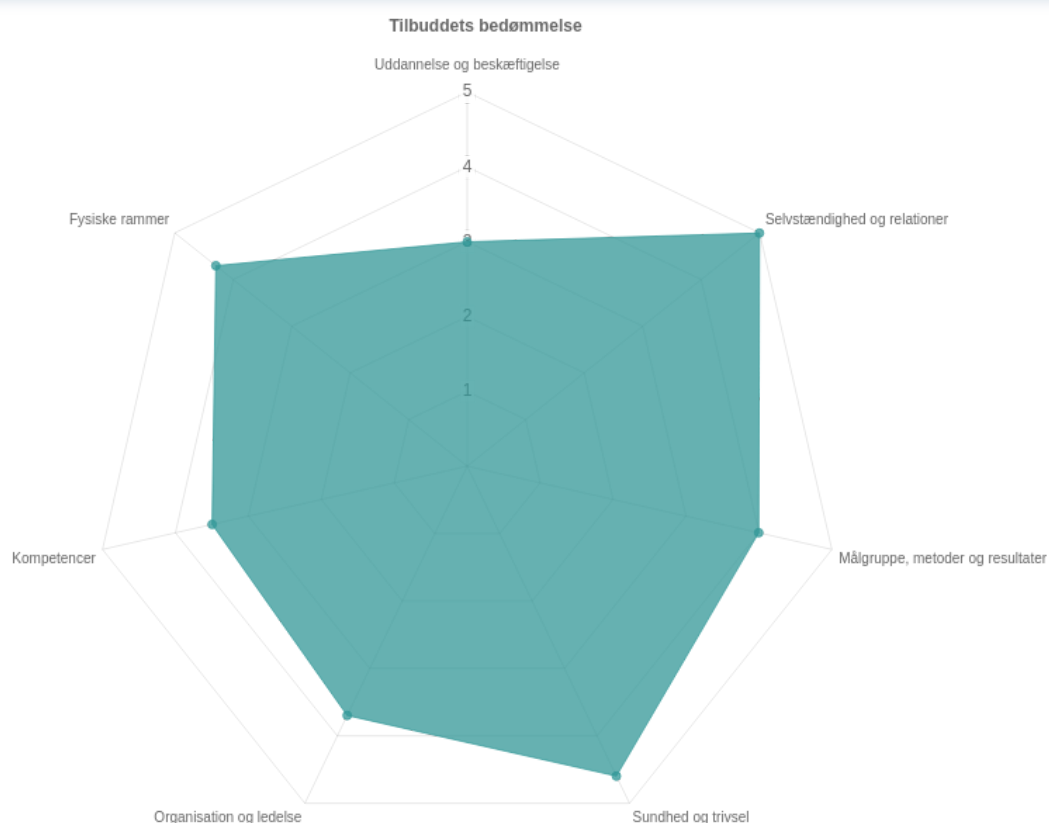 Tilbuddets bedømmelse
Uddannelse og beskæftigelse
5
4
Fysiske rammer
Selvstændighed og relationer
3
2
1
Kompetencer
Målgruppe, metoder og resultater
Organisation og ledelse
Sundhed og trivsel